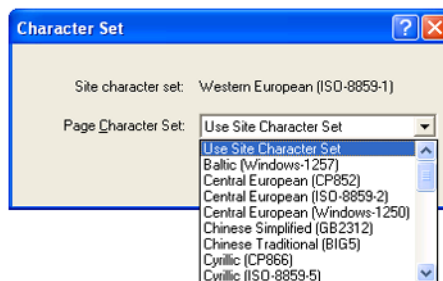 Character Set
Site character set: Western European (ISO-8859-1)
Page Character Set: Use Site Character Set
Use Site Character Set
Baltic (Windows-1257)
Central European (CP852)
Central European (ISO-8859-2)
Central European (Windows-1250)
Chinese Simplified (GB2312)
Chinese Traditional (BIG5)
Cyrillic (CP866)
Cyrillic (ISO-8859-5)